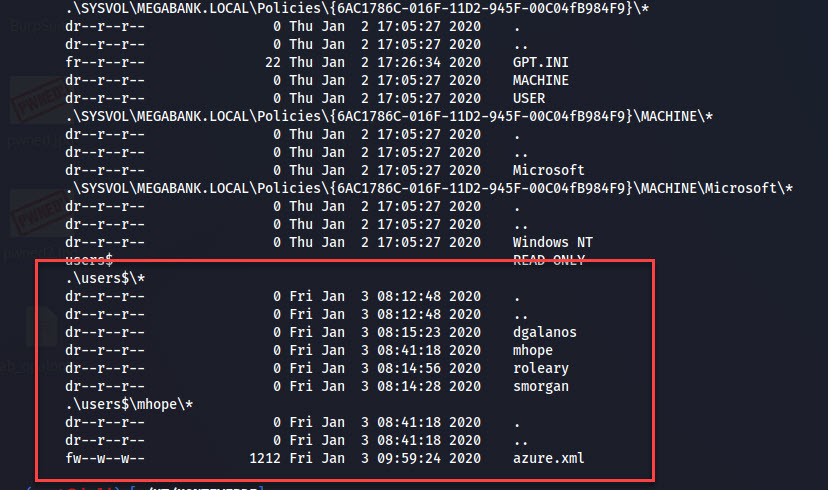 .\SYSVOL\MEGABANK.LOCAL\Policies\{6AC1786C-016F-11D2-945F-00C04fB984F9}\*
dr--r--r-- 0 Thu Jan 2 17:05:27 2020 .
dr--r--r-- 0 Thu Jan 2 17:05:27 2020 ..
fr--r--r-- 22 Thu Jan 2 17:26:34 2020 GPT.INI
dr--r--r-- 0 Thu Jan 2 17:05:27 2020 MACHINE
dr--r--r-- 0 Thu Jan 2 17:05:27 2020 USER
.\SYSVOL\MEGABANK.LOCAL\Policies\{6AC1786C-016F-11D2-945F-00C04fB984F9}\MACHINE\*
dr--r--r-- 0 Thu Jan 2 17:05:27 2020 .
dr--r--r-- 0 Thu Jan 2 17:05:27 2020 ..
dr--r--r-- 0 Thu Jan 2 17:05:27 2020 Microsoft
.\SYSVOL\MEGABANK.LOCAL\Policies\{6AC1786C-016F-11D2-945F-00C04fB984F9}\MACHINE\Microsoft\*
dr--r--r-- 0 Thu Jan 2 17:05:27 2020 .
dr--r--r-- 0 Thu Jan 2 17:05:27 2020 ..
dr--r--r-- 0 Thu Jan 2 17:05:27 2020 Windows NT
users$ READ ONLY
.\users$\*
dr--r--r-- 0 Fri Jan 3 08:12:48 2020 .
dr--r--r-- 0 Fri Jan 3 08:12:48 2020 ..
dr--r--r-- 0 Fri Jan 3 08:15:23 2020 dgalanos
dr--r--r-- 0 Fri Jan 3 08:41:18 2020 mhope
dr--r--r-- 0 Fri Jan 3 08:14:56 2020 roleary
dr--r--r-- 0 Fri Jan 3 08:14:28 2020 smorgan
.\users$\mhope\*
dr--r--r-- 0 Fri Jan 3 08:41:18 2020 .
dr--r--r-- 0 Fri Jan 3 08:41:18 2020 ..
fw--w--w-- 1212 Fri Jan 3 09:59:24 2020 azure.xml